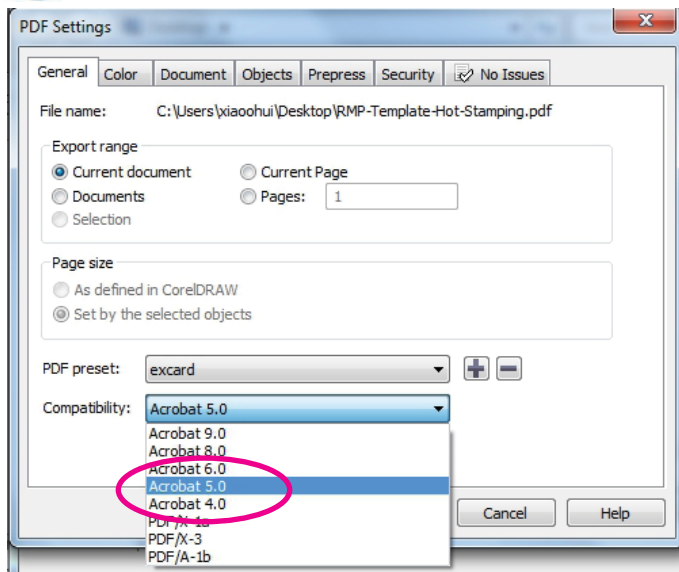 PDF Settings
General Color Document Objects Prepress Security No Issues
File name: C:\Users\xiaohui\Desktop\RMP-Template-Hot-Stamping.pdf
Export range
Current document Current Page
Documents Pages: 1
Selection
Page size
As defined in CorelDRAW
Set by the selected objects
PDF preset: excard
Compatibility: Acrobat 5.0
Acrobat 9.0
Acrobat 8.0
Acrobat 6.0
Acrobat 5.0
Acrobat 4.0
PDF/X-1a
PDF/X-3
PDF/A-1b
Cancel Help